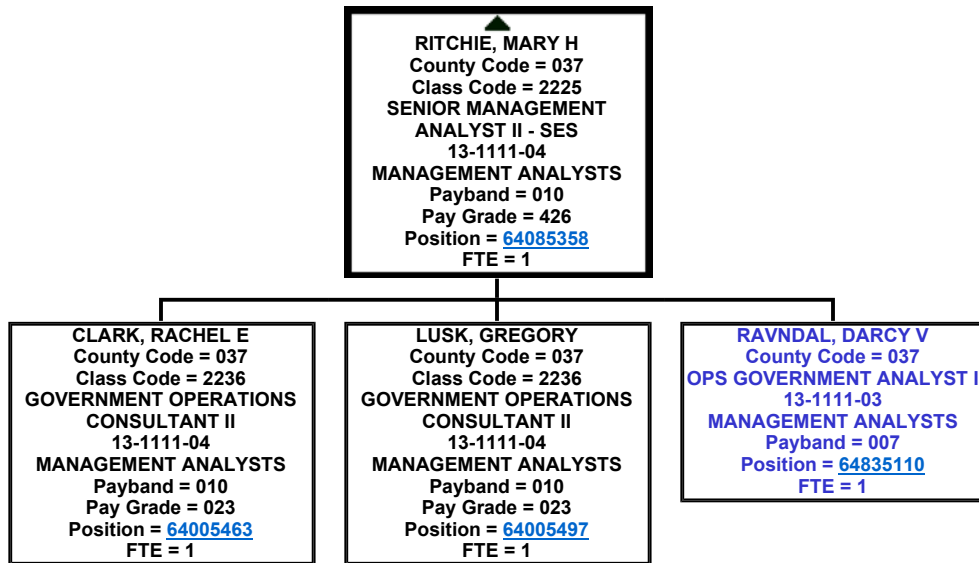 RITCHIE, MARY H
County Code = 037
Class Code = 2225
SENIOR MANAGEMENT
ANALYST II - SES
13-1111-04
MANAGEMENT ANALYSTS
Payband = 010
Pay Grade = 426
Position = 64085358
FTE = 1
CLARK, RACHEL E
County Code = 037
Class Code = 2236
GOVERNMENT OPERATIONS
CONSULTANT II
13-1111-04
MANAGEMENT ANALYSTS
Payband = 010
Pay Grade = 023
Position = 64005463
FTE = 1
LUSK, GREGORY
County Code = 037
Class Code = 2236
GOVERNMENT OPERATIONS
CONSULTANT II
13-1111-04
MANAGEMENT ANALYSTS
Payband = 010
Pay Grade = 023
Position = 64005497
FTE = 1
RAVNDAL, DARCY V
County Code = 037
OPS GOVERNMENT ANALYST I
13-1111-03
MANAGEMENT ANALYSTS
Payband = 007
Position = 64835110
FTE = 1